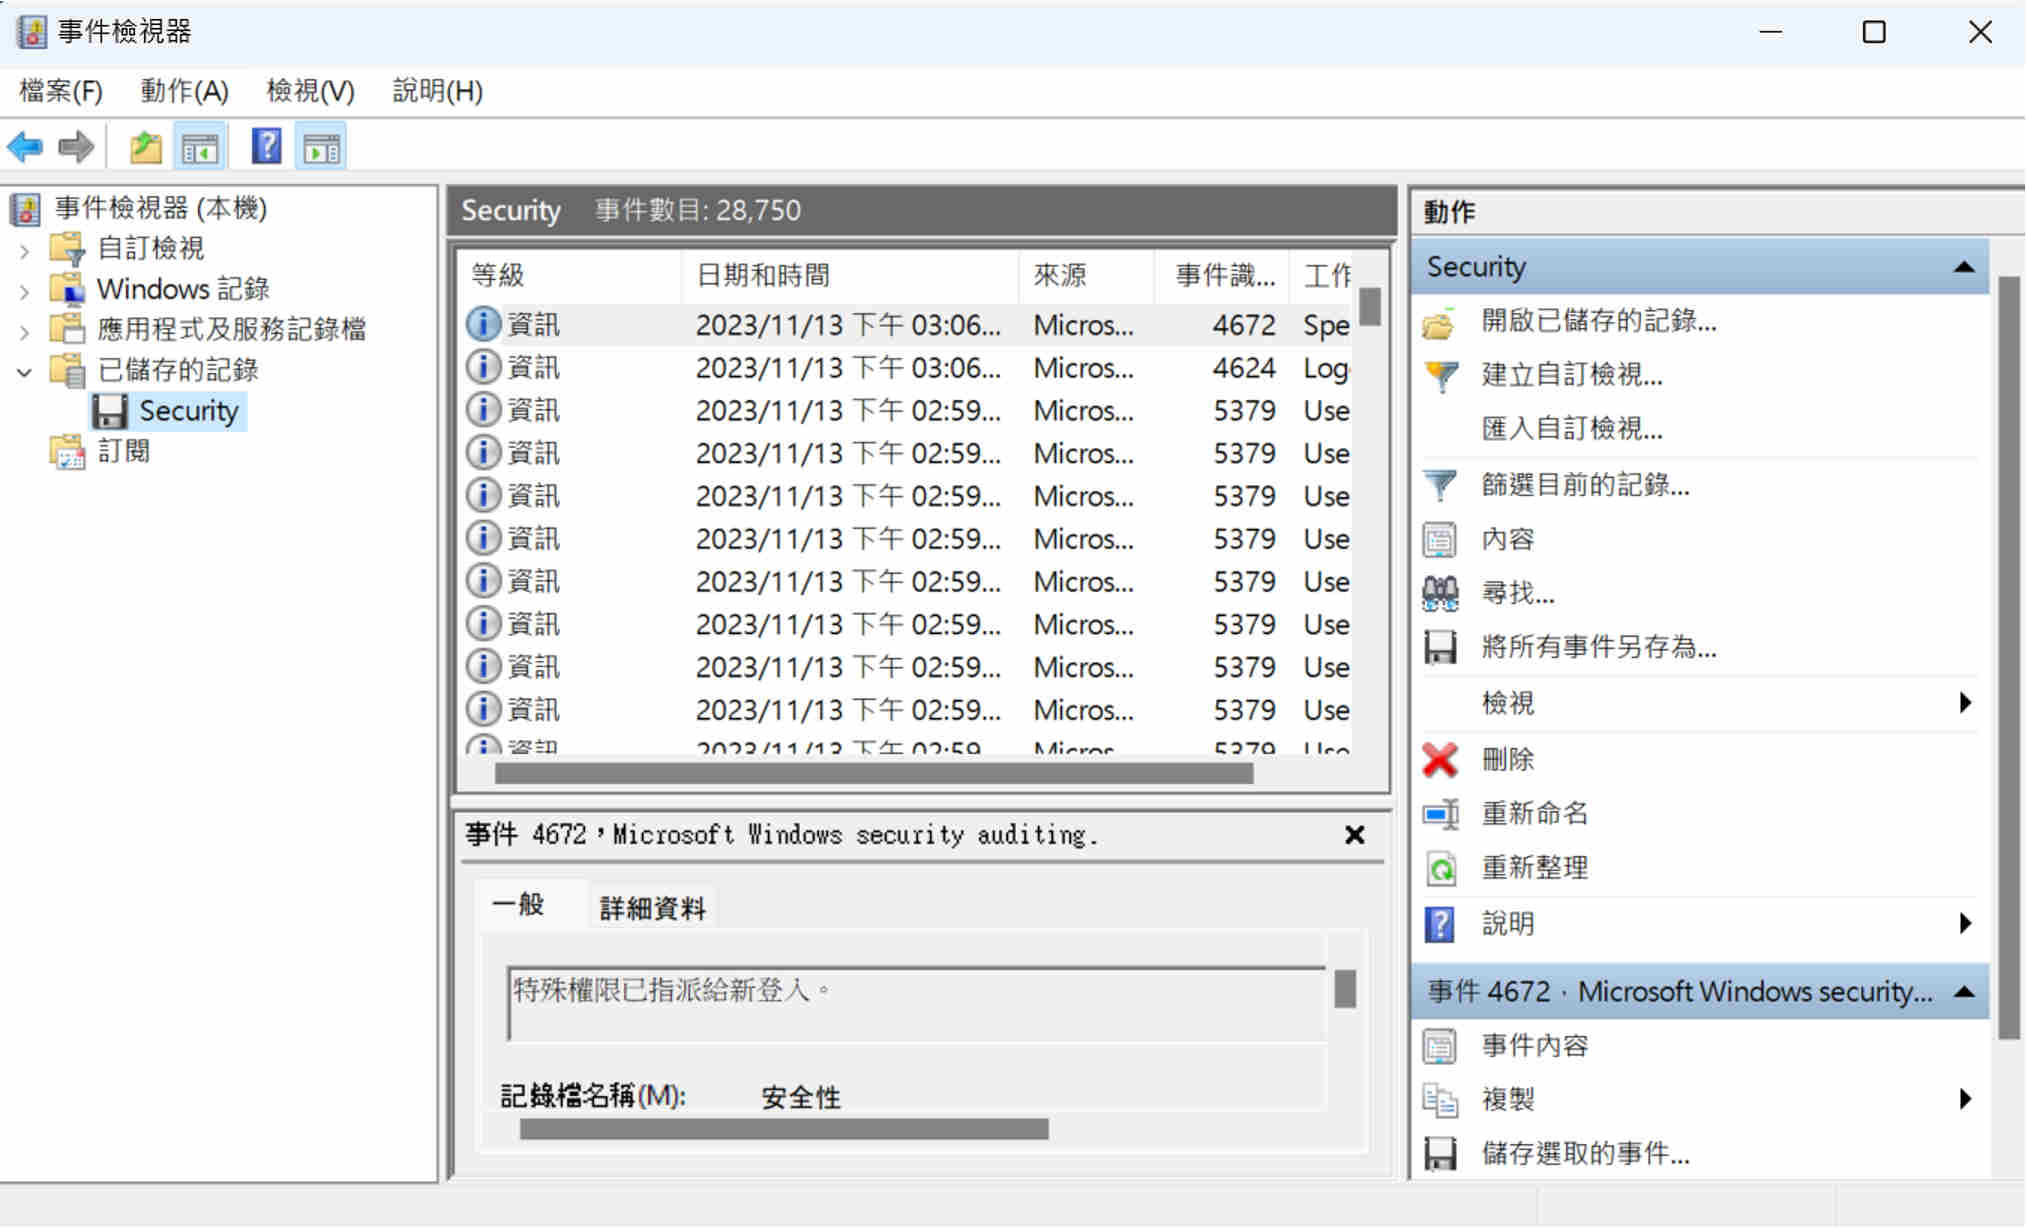 事件檢視器
檔案(F) 動作(A) 檢視(V) 說明(H)
事件檢視器 (本機)
自訂檢視
Windows 記錄
應用程式及服務記錄檔
已儲存的記錄
Security
訂閱
Security 事件數目: 28,750
等級 日期和時間 來源 事件識... 工作
資訊 2023/11/13 下午 03:06... Micros... 4672 Spe
資訊 2023/11/13 下午 03:06... Micros... 4624 Log
資訊 2023/11/13 下午 02:59... Micros... 5379 Use
資訊 2023/11/13 下午 02:59... Micros... 5379 Use
資訊 2023/11/13 下午 02:59... Micros... 5379 Use
資訊 2023/11/13 下午 02:59... Micros... 5379 Use
資訊 2023/11/13 下午 02:59... Micros... 5379 Use
資訊 2023/11/13 下午 02:59... Micros... 5379 Use
資訊 2023/11/13 下午 02:59... Micros... 5379 Use
資訊 2023/11/13 下午 02:59... Micros... 5379 Use
資訊 2023/11/13 下午 02:59 Micros 5379 Use
事件 4672，Microsoft Windows security auditing.
一般 詳細資料
特殊權限已指派給新登入。
記錄檔名稱(M): 安全性
動作
Security
開啟已儲存的記錄...
建立自訂檢視...
匯入自訂檢視...
篩選目前的記錄...
內容
尋找...
將所有事件另存為...
檢視
刪除
重新命名
重新整理
說明
事件 4672，Microsoft Windows security...
事件內容
複製
儲存選取的事件...